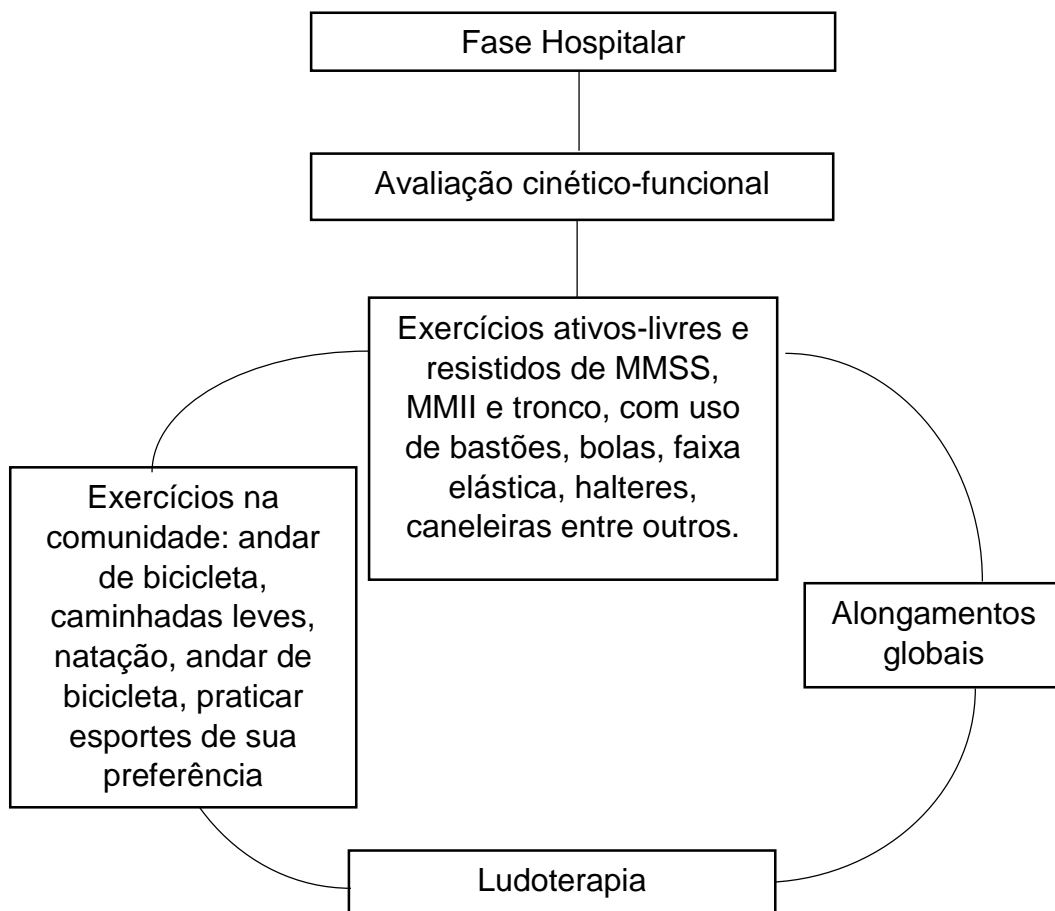 Fase Hospitalar
Avaliação cinético-funcional
Exercícios ativos-livres e
resistidos de MMSS,
MMII e tronco, com uso
de bastões, bolas, faixa
elástica, halteres,
caneleiras entre outros.
Exercícios na
comunidade: andar
de bicicleta,
caminhadas leves,
natação, andar de
bicicleta, praticar
esportes de sua
preferência
Alongamentos
globais
Ludoterapia